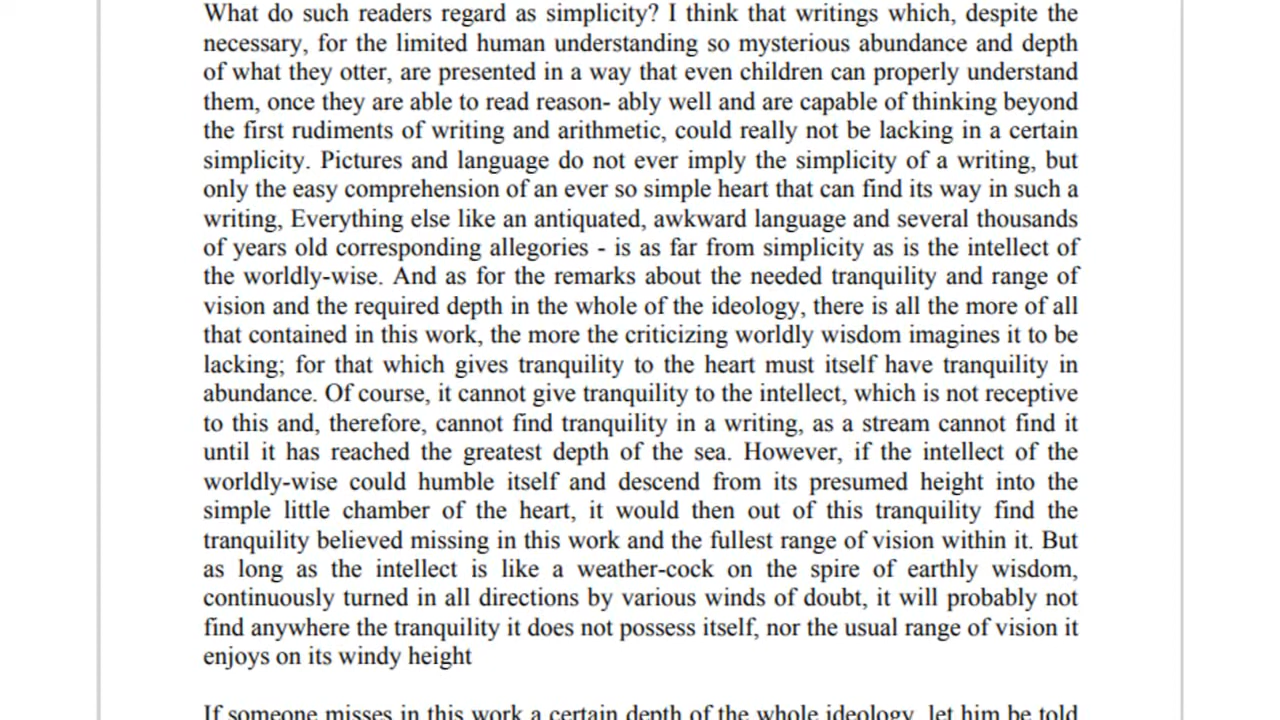 What do such readers regard as simplicity? I think that writings which, despite the
necessary, for the limited human understanding so mysterious abundance and depth
of what they otter, are presented in a way that even children can properly understand
them, once they are able to read reason- ably well and are capable of thinking beyond
the first rudiments of writing and arithmetic, could really not be lacking in a certain
simplicity. Pictures and language do not ever imply the simplicity of a writing, but
only the easy comprehension of an ever so simple heart that can find its way in such a
writing, Everything else like an antiquated, awkward language and several thousands
of years old corresponding allegories - is as far from simplicity as is the intellect of
the worldly-wise. And as for the remarks about the needed tranquility and range of
vision and the required depth in the whole of the ideology, there is all the more of all
that contained in this work, the more the criticizing worldly wisdom imagines it to be
lacking; for that which gives tranquility to the heart must itself have tranquility in
abundance. Of course, it cannot give tranquility to the intellect, which is not receptive
to this and, therefore, cannot find tranquility in a writing, as a stream cannot find it
until it has reached the greatest depth of the sea. However, if the intellect of the
worldly-wise could humble itself and descend from its presumed height into the
simple little chamber of the heart, it would then out of this tranquility find the
tranquility believed missing in this work and the fullest range of vision within it. But
as long as the intellect is like a weather-cock on the spire of earthly wisdom,
continuously turned in all directions by various winds of doubt, it will probably not
find anywhere the tranquility it does not possess itself, nor the usual range of vision it
enjoys on its windy height
If someone misses in this work a certain depth of the whole ideology, let him be told